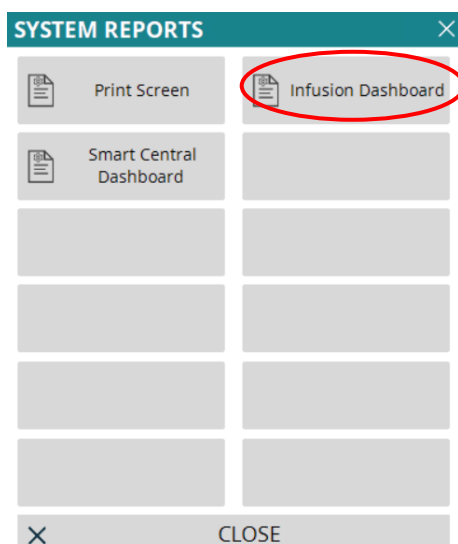 SYSTEM REPORTS
Print Screen
Infusion Dashboard
Smart Central
Dashboard
CLOSE